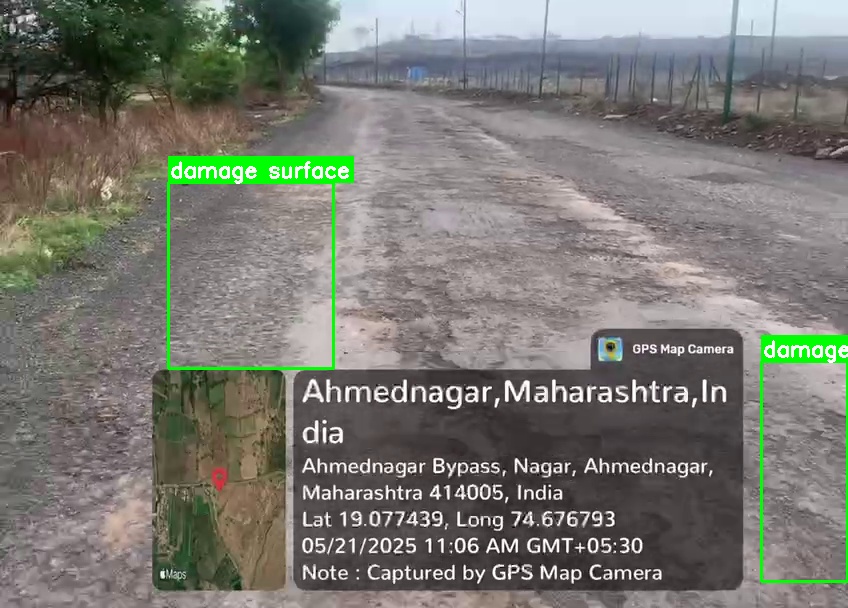 damage surface
damage
GPS Map Camera
Ahmednagar,Maharashtra,In
dia
Ahmednagar Bypass, Nagar, Ahmednagar,
Maharashtra 414005, India
Lat 19.077439, Long 74.676793
05/21/2025 11:06 AM GMT+05:30
Note : Captured by GPS Map Camera
Maps